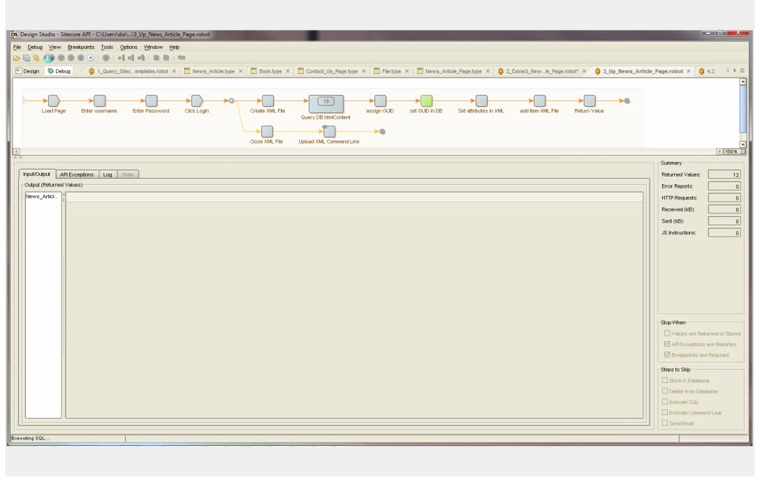 Design Studio - Sitecore API - C:\Users\dw\...\3_Up_News_Article_Page.robot
File Debug View Breakpoints Tools Options Window Help
Design
Debug
1_Query_Sitec...emplates.robot
News_Article.type
Boot.type
Contact_Us_Page.type
File.type
News_Article_Page.type
2_Extract_New...le_Page.robot*
3_Up_News_Article_Page.robot
4.2
Load Page
Enter username
Enter Password
Click Login
Create XML File
13
Query DB htmlContent
assign GUID
set GUID in DB
Set attributes in XML
add item XML File
Return Value
Close XML File
Upload XML Command Line
100%
Input/Output
API Exceptions
Log
State
Output (Returned Values)
News_Articl...
Summary
Returned Values: 12
Error Reports: 0
HTTP Requests: 0
Received (kB): 0
Sent (kB): 0
JS Instructions: 0
Stop When
Values are Returned or Stored
API Exceptions are Reported
Breakpoints are Reached
Steps to Skip
Store in Database
Delete from Database
Execute SQL
Execute Command Line
Send Email
Executing SQL...